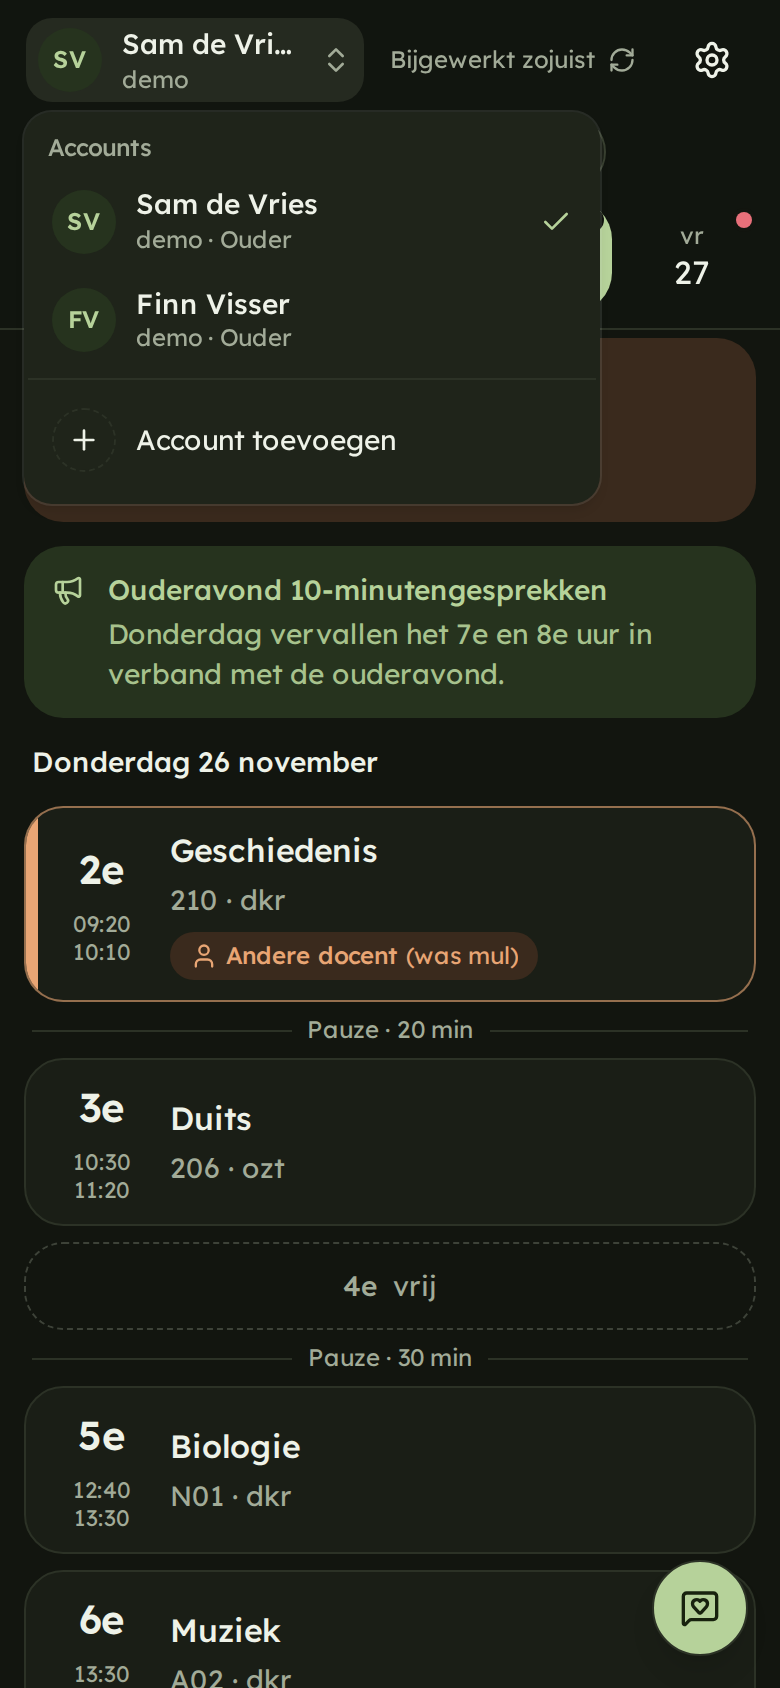 SV
Sam de Vri...
demo
Bijgewerkt zojuist
Accounts
SV
Sam de Vries
demo · Ouder
FV
Finn Visser
demo · Ouder
Account toevoegen
vr
27
Ouderavond 10-minutengesprekken
Donderdag vervallen het 7e en 8e uur in
verband met de ouderavond.
Donderdag 26 november
2e
09:20
10:10
Geschiedenis
210 · dkr
Andere docent (was mul)
Pauze · 20 min
3e
10:30
11:20
Duits
206 · ozt
4e vrij
Pauze · 30 min
5e
12:40
13:30
Biologie
N01 · dkr
6e
13:30
Muziek
A02 · dkr